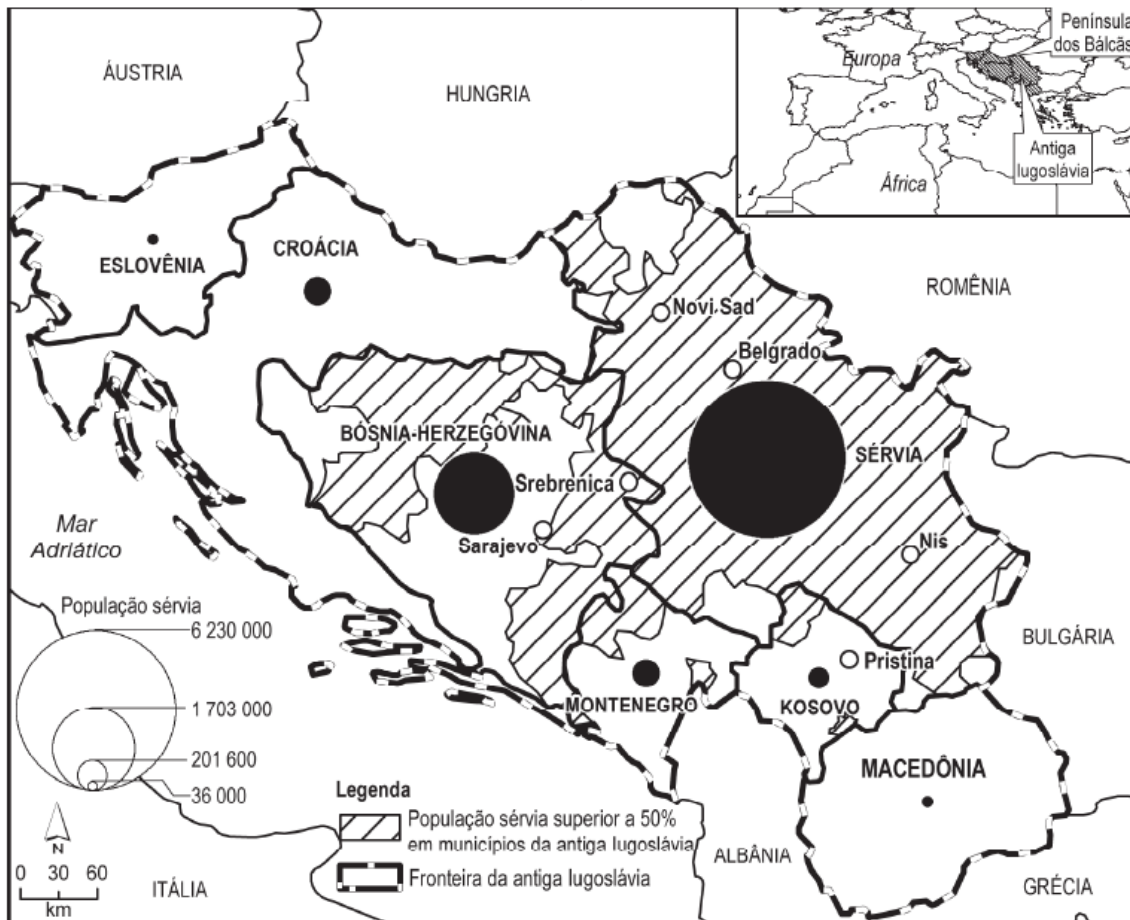 ÁUSTRIA
HUNGRIA
Península
dos Bálcãs
Europa
Antiga
Iugoslávia
África
CROÁCIA
ESLOVÊNIA
ROMÊNIA
Novi Sad
Belgrado
BÓSNIA-HERZEGÓVINA
SÉRVIA
Srebrenica
Mar
Adriático
Sarajevo
Nis
População sérvia
6 230 000
1 703 000
201 600
36 000
BULGÁRIA
Pristina
MONTENEGRO
KOSOVO
MACEDÔNIA
Legenda
População sérvia superior a 50%
em municípios da antiga Iugoslávia
Fronteira da antiga Iugoslávia
N
0 30 60
km
ITÁLIA
ALBÂNIA
GRÉCIA